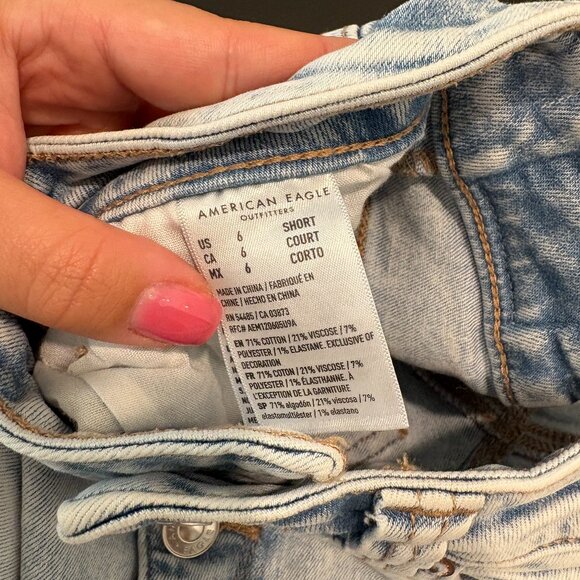 AMERICAN EAGLE
OUTFITTERS
US 6 SHORT
CA 6 COURT
MX 6 CORTO
MADE IN CHINA / FABRIQUÉ EN
CHINE / HECHO EN CHINA
RN 54485 / CA 03873
RFC# AEM120605U9A
EN 71% COTTON / 21% VISCOSE / 7%
POLYESTER / 1% ELASTANE. EXCLUSIVE OF
DECORATION
FR 71% COTON / 21% VISCOSE / 7%
POLYESTER / 1% ÉLASTHANNE. À
L'EXCEPTION DE LA GARNITURE
SP 71% algodón / 21% viscosa / 7%
elastomultiéster / 1% elastano